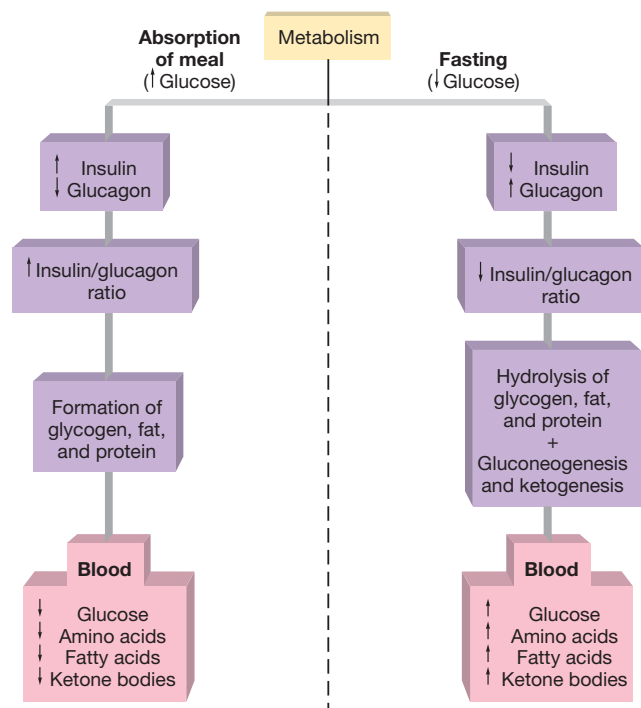 Metabolism
Absorption
of meal
(↑ Glucose)
Fasting
(↓ Glucose)
↑ Insulin
↓ Glucagon
↑ Insulin/glucagon
ratio
Formation of
glycogen, fat,
and protein
Blood
↓ Glucose
↓ Amino acids
↓ Fatty acids
↓ Ketone bodies
↓ Insulin
↑ Glucagon
↓ Insulin/glucagon
ratio
Hydrolysis of
glycogen, fat,
and protein
+
Gluconeogenesis
and ketogenesis
Blood
↑ Glucose
↑ Amino acids
↑ Fatty acids
↑ Ketone bodies